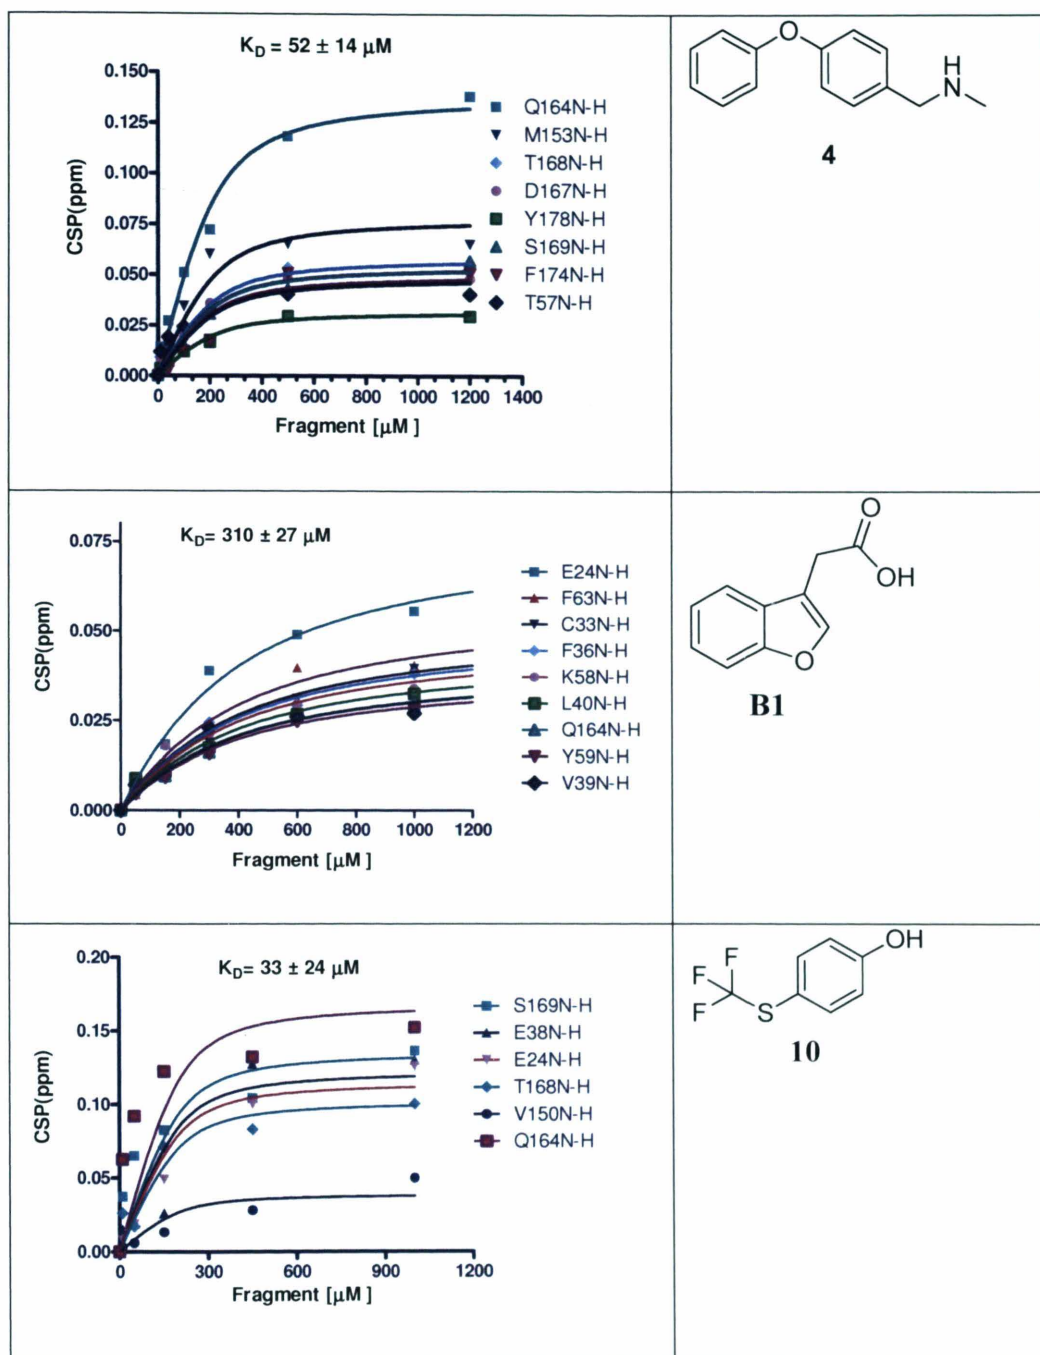 K_D = 52 ± 14 μM
0.150
0.125
0.100
0.075
0.050
0.025
0.000
CSP(ppm)
0 200 400 600 800 1000 1200 1400
Fragment [μM ]
Q164N-H
M153N-H
T168N-H
D167N-H
Y178N-H
S169N-H
F174N-H
T57N-H
O
H
N
4
K_D= 310 ± 27 μM
0.075
0.050
0.025
0.000
CSP(ppm)
0 200 400 600 800 1000 1200
Fragment [μM ]
E24N-H
F63N-H
C33N-H
F36N-H
K58N-H
L40N-H
Q164N-H
Y59N-H
V39N-H
O
OH
O
B1
K_D= 33 ± 24 μM
0.20
0.15
0.10
0.05
0.00
CSP(ppm)
0 300 600 900 1200
Fragment [μM ]
S169N-H
E38N-H
E24N-H
T168N-H
V150N-H
Q164N-H
OH
F
F
F
S
10